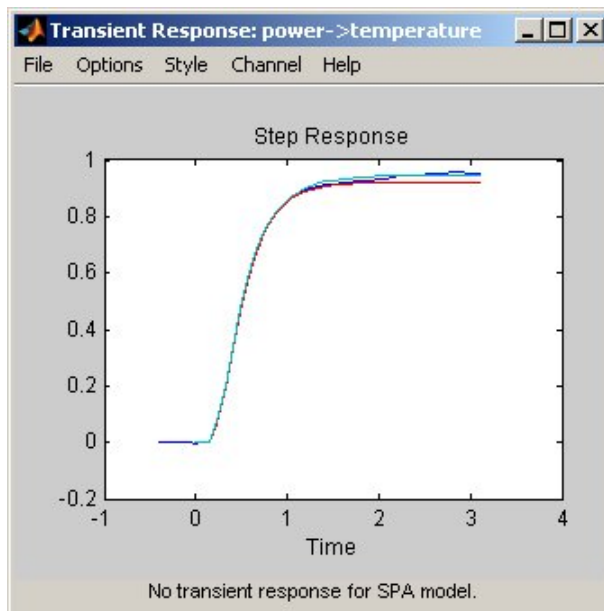 Transient Response: power->temperature
File Options Style Channel Help
Step Response
1
0.8
0.6
0.4
0.2
0
-0.2
-1 0 1 2 3 4
Time
No transient response for SPA model.